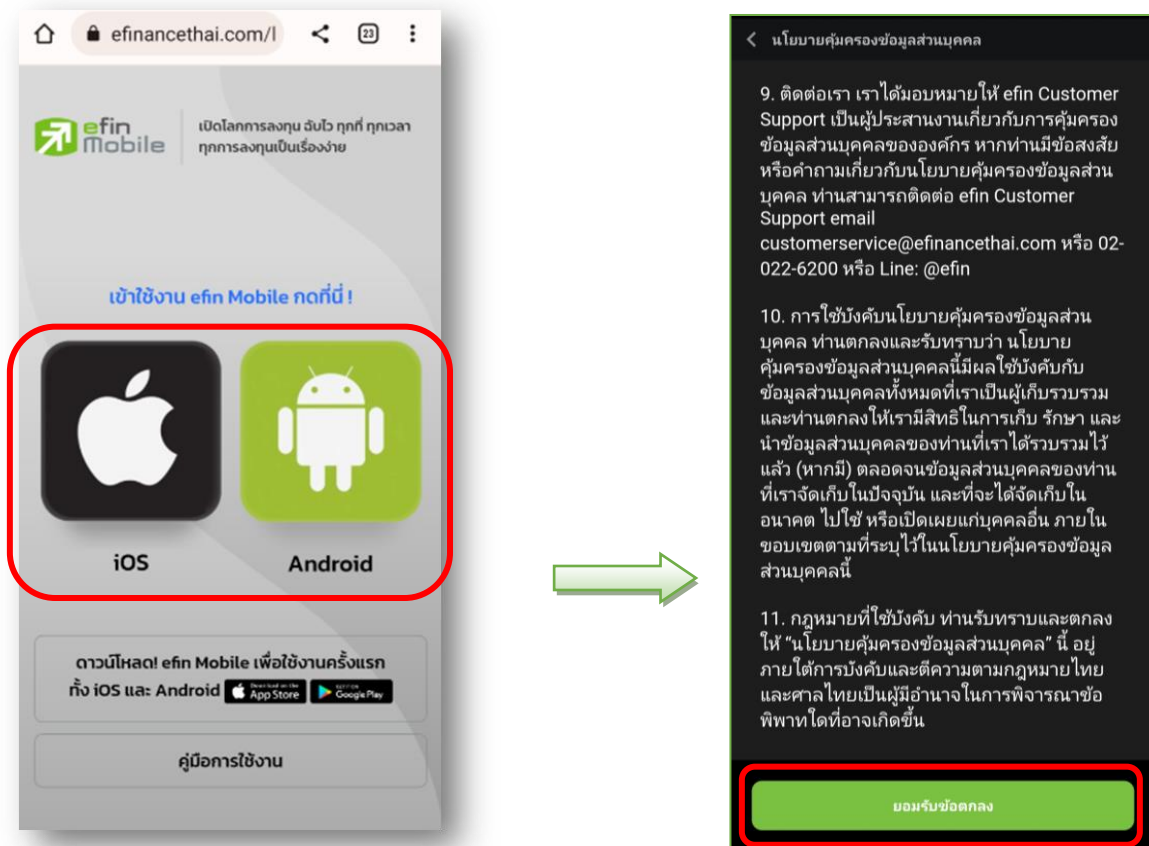 efinancethai.com/l
23
efin
Mobile
เปิดโลกการลงทุน ฉับไว ทุกที่ ทุกเวลา
ทุกการลงทุนเป็นเรื่องง่าย
เข้าใช้งาน efin Mobile กดที่นี่ !
iOS
Android
ดาวน์โหลด! efin Mobile เพื่อใช้งานครั้งแรก
ทั้ง iOS และ Android Download on the App Store GET IT ON Google Play
คู่มือการใช้งาน
นโยบายคุ้มครองข้อมูลส่วนบุคคล
9. ติดต่อเรา เราได้มอบหมายให้ efin Customer
Support เป็นผู้ประสานงานเกี่ยวกับการคุ้มครอง
ข้อมูลส่วนบุคคลขององค์กร หากท่านมีข้อสงสัย
หรือคำถามเกี่ยวกับนโยบายคุ้มครองข้อมูลส่วน
บุคคล ท่านสามารถติดต่อ efin Customer
Support email
customerservice@efinancethai.com หรือ 02-
022-6200 หรือ Line: @efin
10. การใช้บังคับนโยบายคุ้มครองข้อมูลส่วน
บุคคล ท่านตกลงและรับทราบว่า นโยบาย
คุ้มครองข้อมูลส่วนบุคคลนี้มีผลใช้บังคับกับ
ข้อมูลส่วนบุคคลทั้งหมดที่เราเป็นผู้เก็บรวบรวม
และท่านตกลงให้เรามีสิทธิในการเก็บ รักษา และ
นำข้อมูลส่วนบุคคลของท่านที่เราได้รวบรวมไว้
แล้ว (หากมี) ตลอดจนข้อมูลส่วนบุคคลของท่าน
ที่เราจัดเก็บในปัจจุบัน และที่จะได้จัดเก็บใน
อนาคต ไปใช้ หรือเปิดเผยแก่บุคคลอื่น ภายใน
ขอบเขตตามที่ระบุไว้ในนโยบายคุ้มครองข้อมูล
ส่วนบุคคลนี้
11. กฎหมายที่ใช้บังคับ ท่านรับทราบและตกลง
ให้ “นโยบายคุ้มครองข้อมูลส่วนบุคคล” นี้ อยู่
ภายใต้การบังคับและตีความตามกฎหมายไทย
และศาลไทยเป็นผู้มีอำนาจในการพิจารณาข้อ
พิพาทใดที่อาจเกิดขึ้น
ยอมรับข้อตกลง